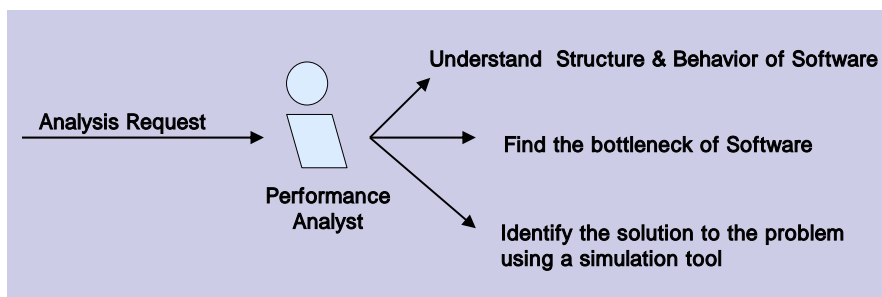 Understand Structure & Behavior of Software
Analysis Request
Find the bottleneck of Software
Performance
Analyst
Identify the solution to the problem
using a simulation tool